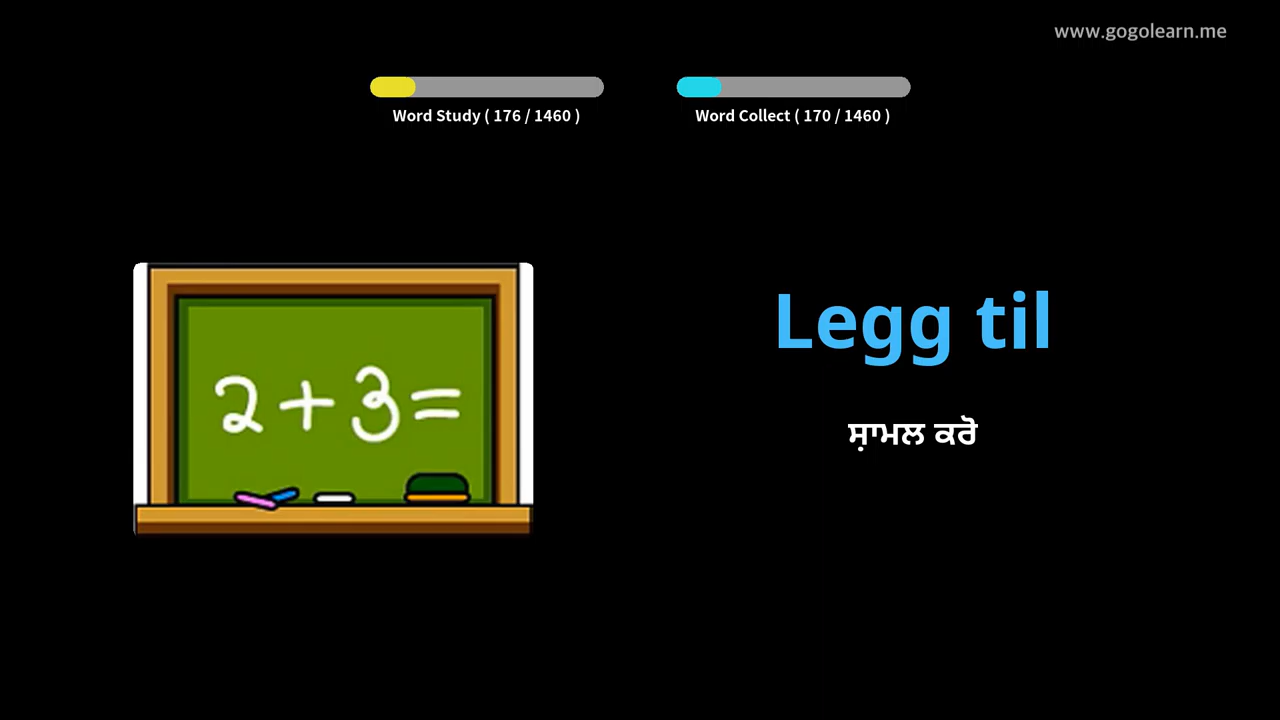 www.gogolearn.me
Word Study ( 176 / 1460 )
Word Collect ( 170 / 1460 )
2 + 3 =
Legg til
ਸ਼ਾਮਲ ਕਰੋ